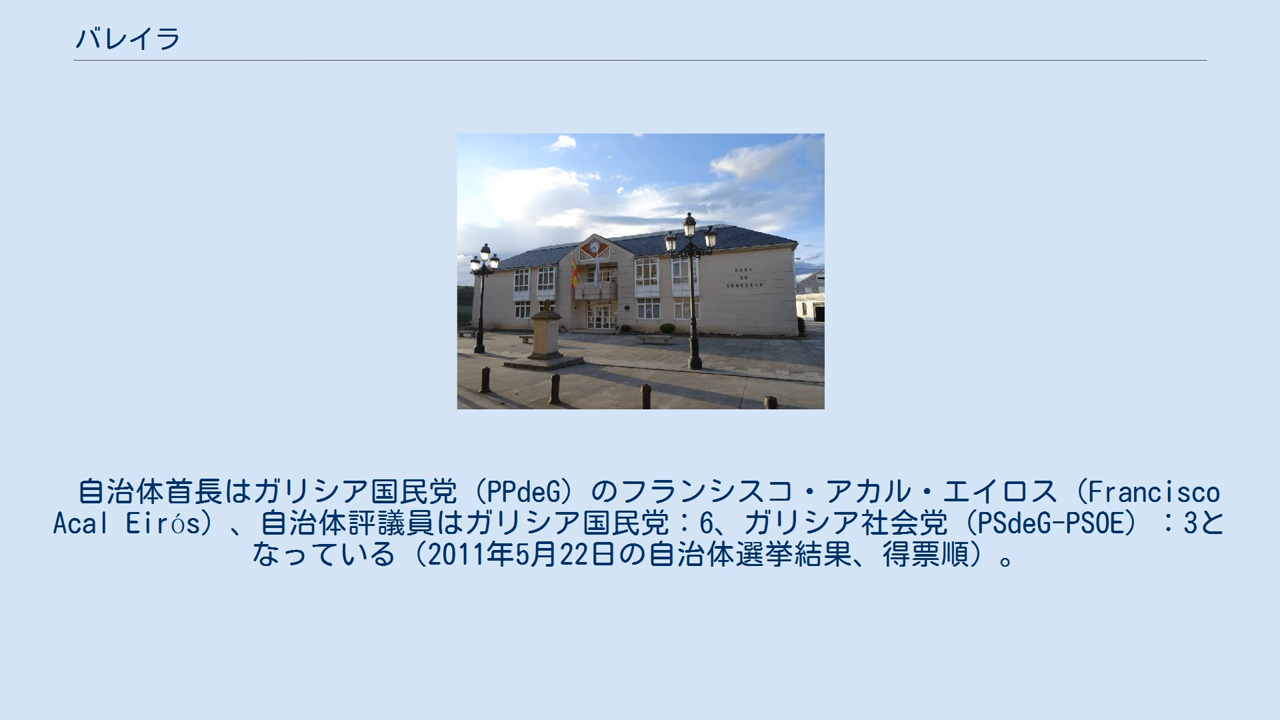 バレイラ
CASA
DO
CONCELLO
自治体首長はガリシア国民党（PPdeG）のフランシスコ・アカル・エイロス（Francisco
Acal Eirós）、自治体評議員はガリシア国民党：6、ガリシア社会党（PSdeG-PSOE）：3と
なっている（2011年5月22日の自治体選挙結果、得票順）。